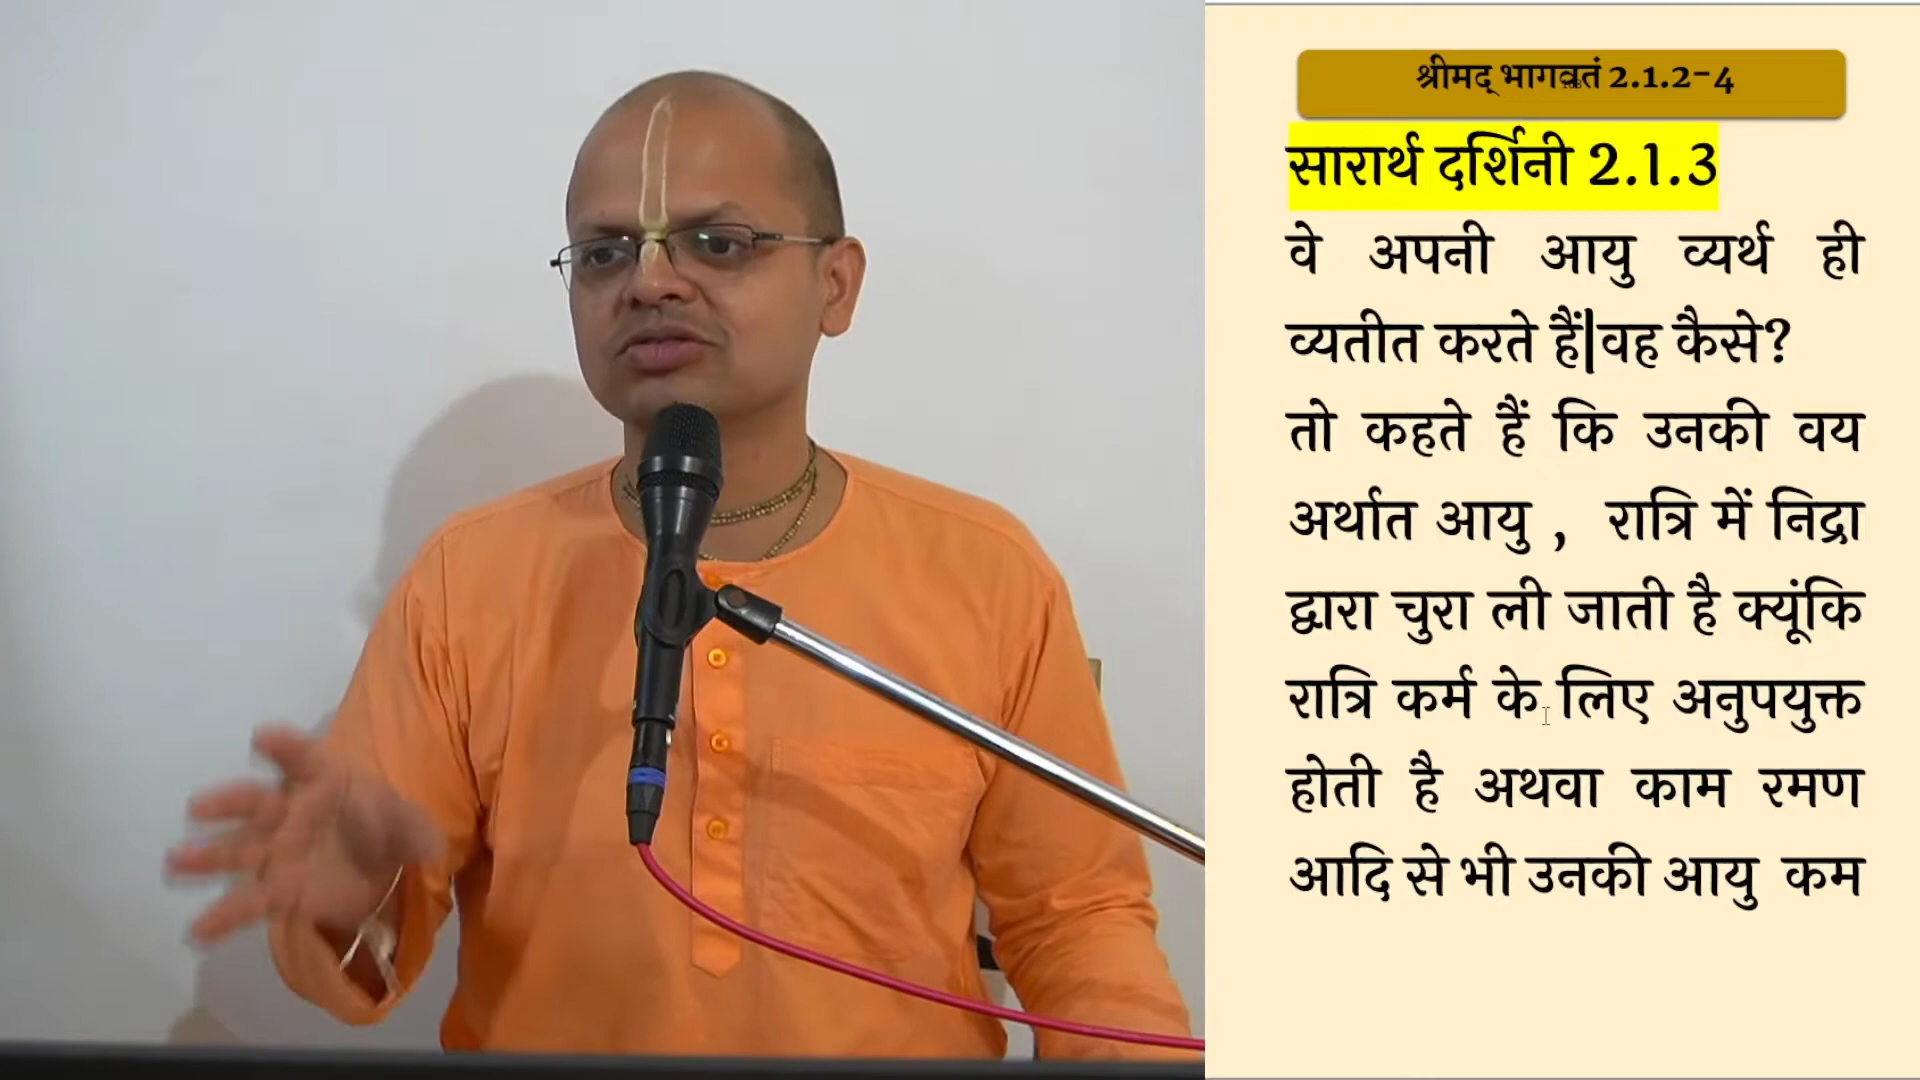 श्रीमद् भागवतं 2.1.2-4
सारार्थ दर्शिनी 2.1.3
वे अपनी आयु व्यर्थ ही
व्यतीत करते हैं|वह कैसे?
तो कहते हैं कि उनकी वय
अर्थात आयु , रात्रि में निद्रा
द्वारा चुरा ली जाती है क्यूंकि
रात्रि कर्म के लिए अनुपयुक्त
होती है अथवा काम रमण
आदि से भी उनकी आयु कम